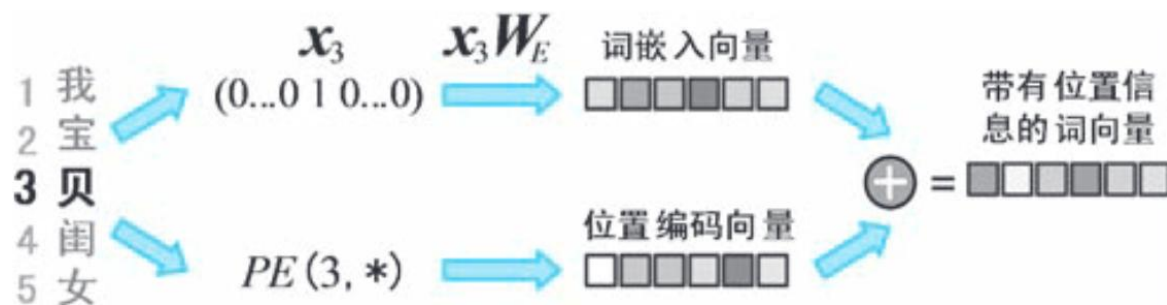 1 我
2 宝
3 贝
4 闺
5 女
x₃
(0...0 1 0...0)
x₃W_E
词嵌入向量
PE(3, *)
位置编码向量
+
=
带有位置信
息的词向量